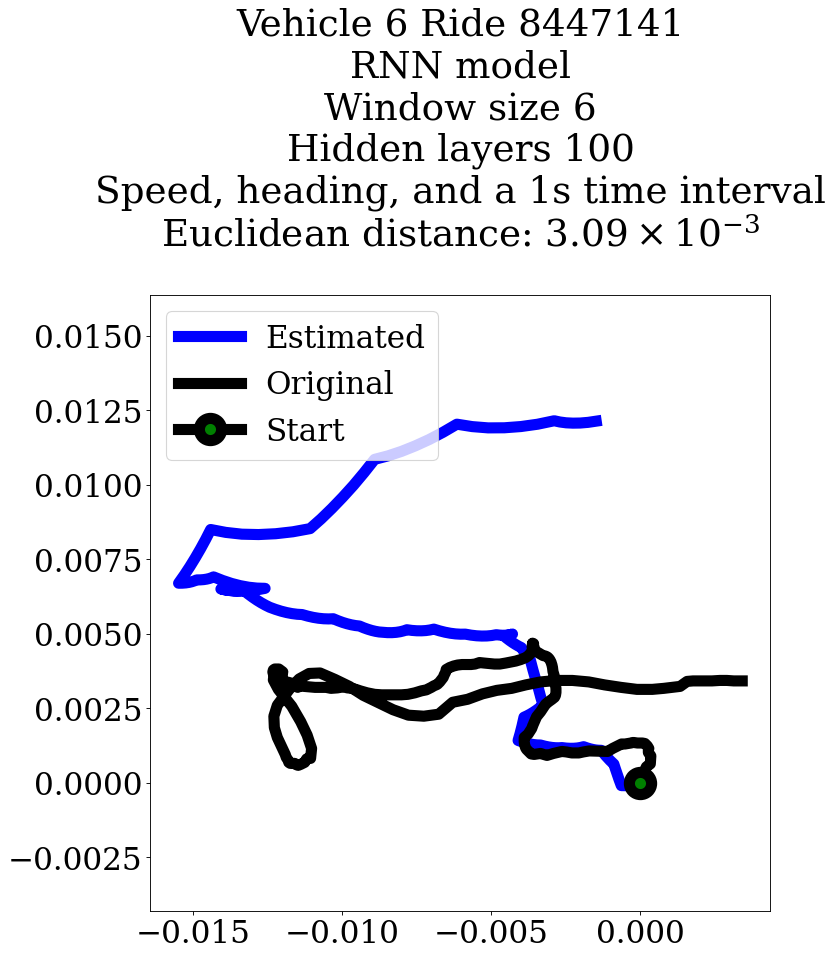 Vehicle 6 Ride 8447141
RNN model
Window size 6
Hidden layers 100
Speed, heading, and a 1s time interval
Euclidean distance: 3.09 × 10⁻³
Estimated
Original
Start
0.0150
0.0125
0.0100
0.0075
0.0050
0.0025
0.0000
−0.0025
−0.015 −0.010 −0.005 0.000